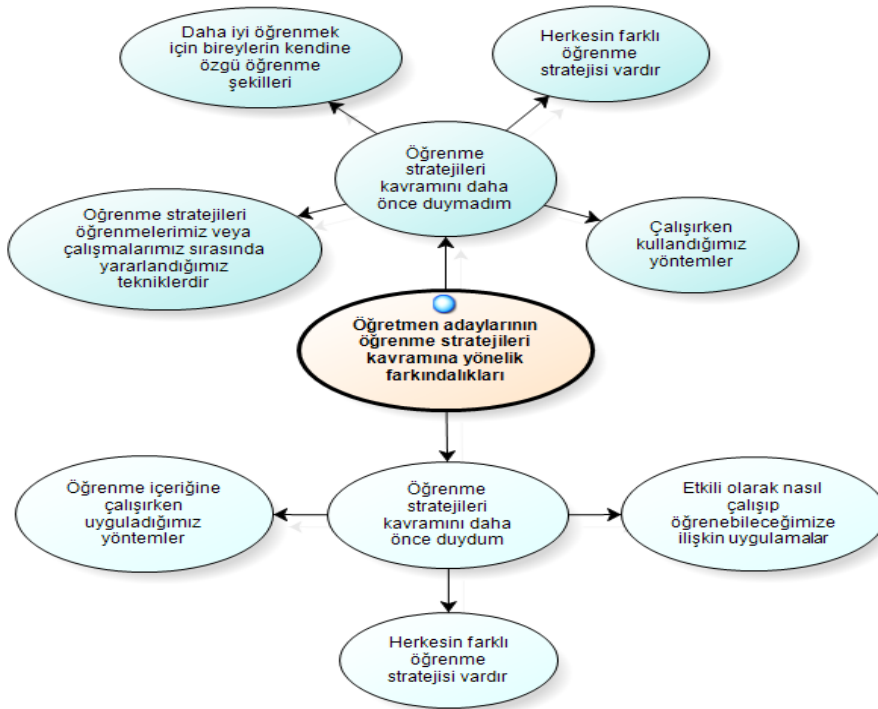 Daha iyi öğrenmek
için bireylerin kendine
özgü öğrenme
şekilleri
Herkesin farklı
öğrenme
stratejisi vardır
Öğrenme
stratejileri
kavramını daha
önce duymadım
Oğrenme stratejileri
öğrenmelerimiz veya
çalışmalarımız sırasında
yararlandığımız
tekniklerdir
Çalışırken
kullandığımız
yöntemler
Öğretmen adaylarının
öğrenme stratejileri
kavramına yönelik
farkındalıkları
Öğrenme içeriğine
çalışırken
uyguladığımız
yöntemler
Öğrenme
stratejileri
kavramını daha
önce duydum
Etkili olarak nasıl
çalışıp
öğrenebileceğimize
ilişkin uygulamalar
Herkesin farklı
öğrenme
stratejisi vardır